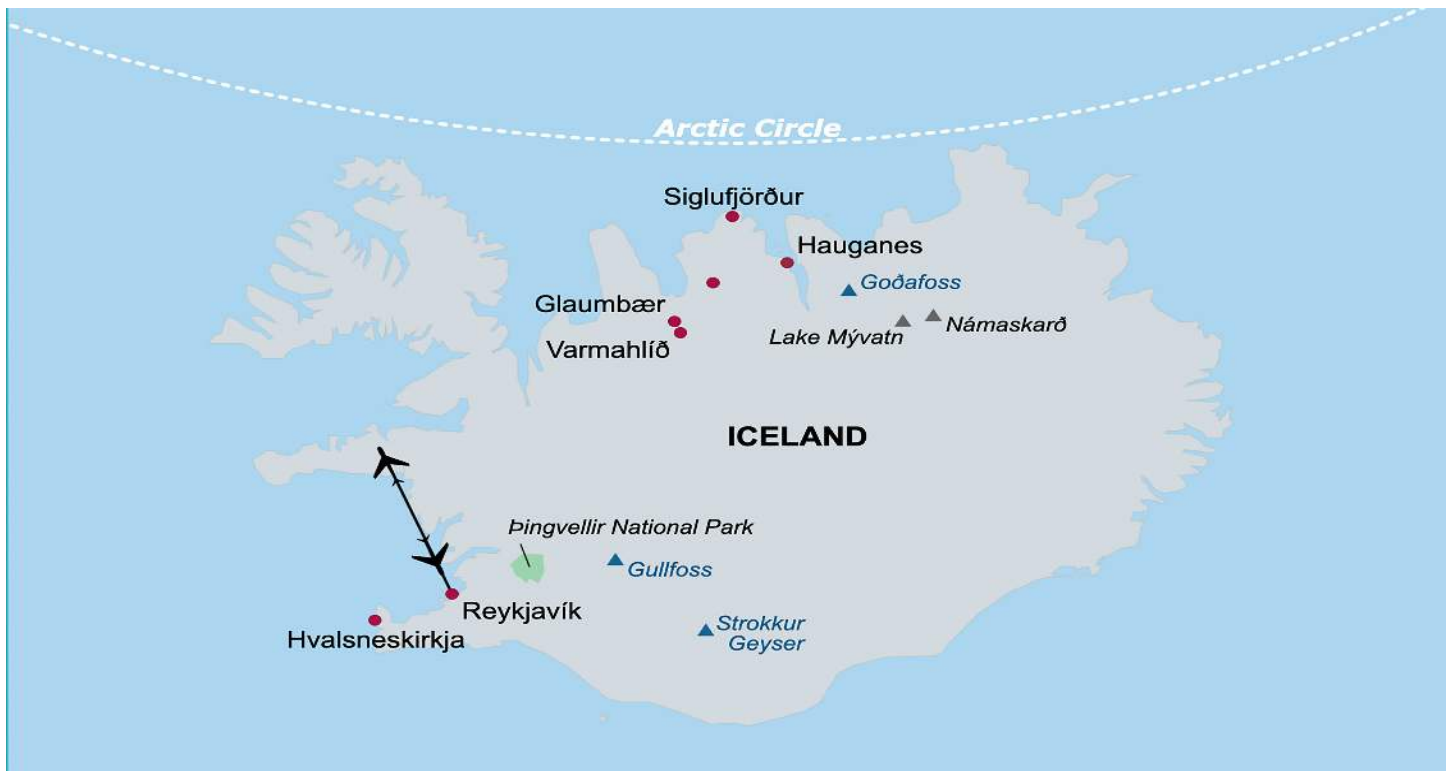 Arctic Circle
Siglufjörður
Hauganes
Goðafoss
Glaumbær
Lake Mývatn
Námaskarð
Varmahlíð
ICELAND
Þingvellir National Park
Gullfoss
Reykjavík
Hvalsneskirkja
Strokkur
Geyser